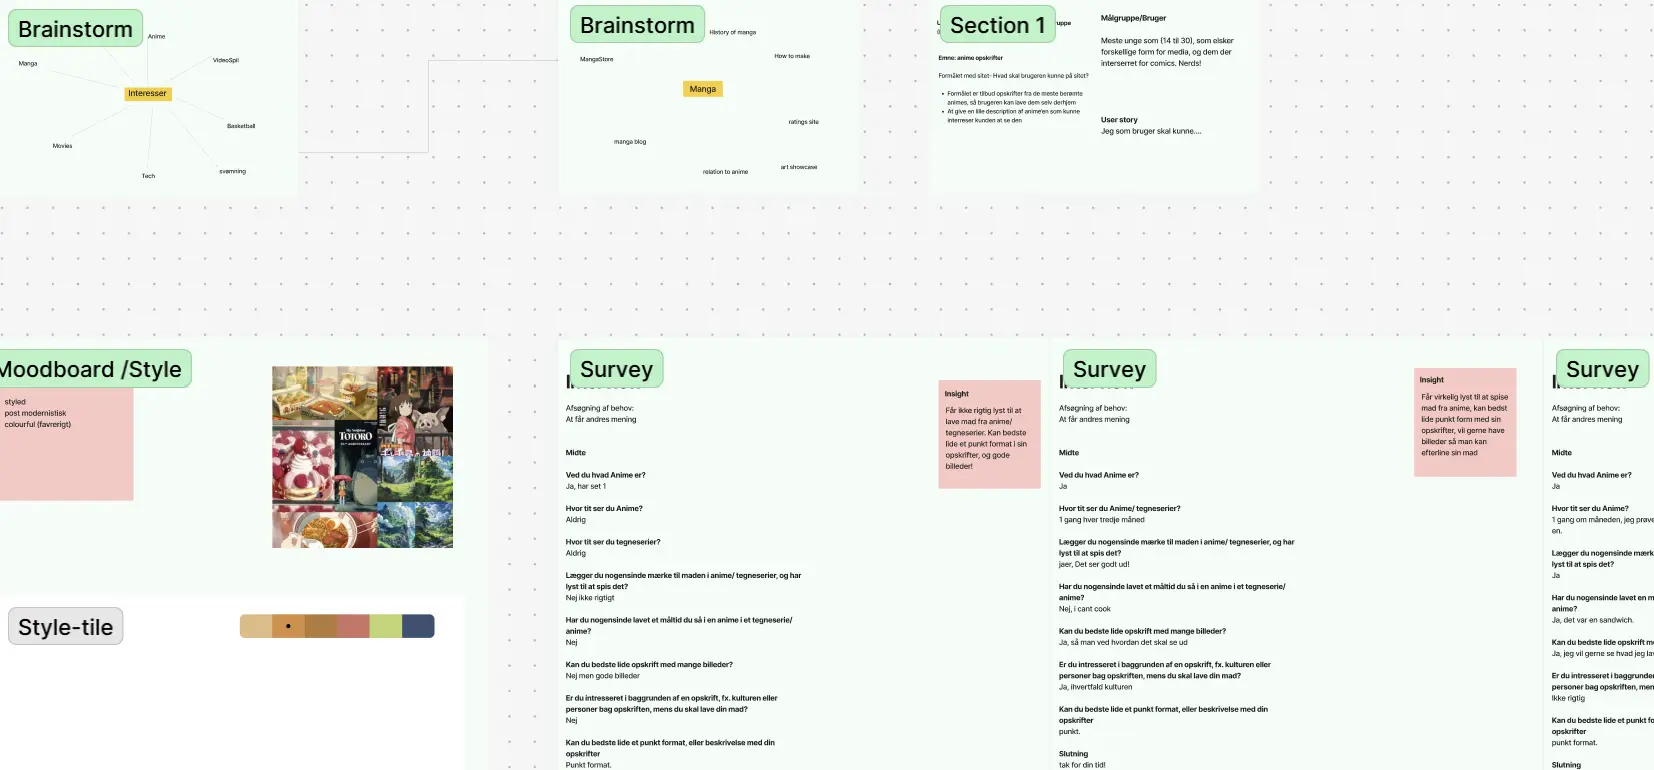 Brainstorm
Anime
Manga
VideoSpil
Interesser
Basketball
Movies
Tech
svømning
Brainstorm
History of manga
MangaStore
How to make
Manga
ratings site
manga blog
art showcase
relation to anime
Section 1
uppe
Emne: anime opskrifter
Formålet med sitet- Hvad skal brugeren kunne på sitet?
Formålet er tilbud opskrifter fra de meste berømte
animes, så brugeren kan lave dem selv derhjem
At give en lille description af anime'en som kunne
interreser kunden at se den
Målgruppe/Bruger
Meste unge som (14 til 30), som elsker
forskellige form for media, og dem der
interserret for comics. Nerds!
User story
Jeg som bruger skal kunne....
Moodboard /Style
styled
post modernistisk
colourful (favrerigt)
TOTORO
Style-tile
Survey
Afsøgning af behov:
At får andres mening
Midte
Ved du hvad Anime er?
Ja, har set 1
Hvor tit ser du Anime?
Aldrig
Hvor tit ser du tegneserier?
Aldrig
Lægger du nogensinde mærke til maden i anime/ tegneserier, og har
lyst til at spis det?
Nej ikke rigtigt
Har du nogensinde lavet et måltid du så i en anime i et tegneserie/
anime?
Nej
Kan du bedste lide opskrift med mange billeder?
Nej men gode billeder
Er du intresseret i baggrunden af en opskrift, fx. kulturen eller
personer bag opskriften, mens du skal lave din mad?
Nej
Kan du bedste lide et punkt format, eller beskrivelse med din
opskrifter
Punkt format.
Insight
Får ikke rigtig lyst til at
lave mad fra anime/
tegneserier. Kan bedste
lide et punkt format i sin
opskrifter, og gode
billeder!
Survey
Afsøgning af behov:
At får andres mening
Midte
Ved du hvad Anime er?
Ja
Hvor tit ser du Anime/ tegneserier?
1 gang hver tredje måned
Lægger du nogensinde mærke til maden i anime/ tegneserier, og har
lyst til at spis det?
jaer, Det ser godt ud!
Har du nogensinde lavet et måltid du så i en anime i et tegneserie/
anime?
Nej, i cant cook
Kan du bedste lide opskrift med mange billeder?
Ja, så man ved hvordan det skal se ud
Er du intresseret i baggrunden af en opskrift, fx. kulturen eller
personer bag opskriften, mens du skal lave din mad?
Ja, ihvertfald kulturen
Kan du bedste lide et punkt format, eller beskrivelse med din
opskrifter
punkt.
Slutning
tak for din tid!
Insight
Får virkelig lyst til at spise
mad fra anime, kan bedst
lide punkt form med sin
opskrifter, vil gerne have
billeder så man kan
efterline sin mad
Survey
Afsøgning af behov:
At får andres mening
Midte
Ved du hvad Anime er?
Ja
Hvor tit ser du Anime?
1 gang om måneden, jeg prøve
en.
Lægger du nogensinde mærk
lyst til at spis det?
Ja
Har du nogensinde lavet en m
anime?
Ja, det var en sandwich.
Kan du bedste lide opskrift m
Ja, jeg vil gerne se hvad jeg la
Er du intresseret i baggrunde
personer bag opskriften, men
Ikke rigtig
Kan du bedste lide et punkt fo
opskrifter
punkt format.
Slutning